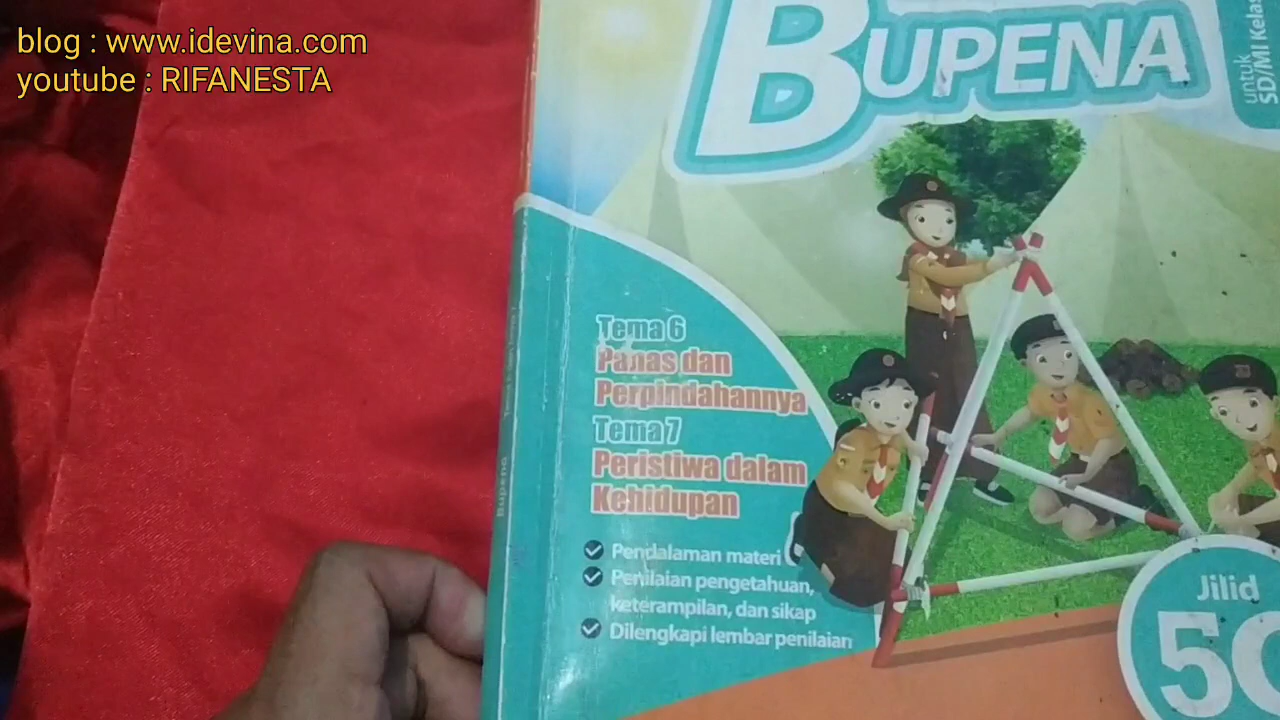 blog : www.idevina.com
youtube : RIFANESTA
BUPENA
untuk
SD/MI Kelas
Tema 6
Panas dan
Perpindahannya
Tema 7
Peristiwa dalam
Kehidupan
Pendalaman materi
Penilaian pengetahuan,
keterampilan, dan sikap
Dilengkapi lembar penilaian
Jilid
Bupena